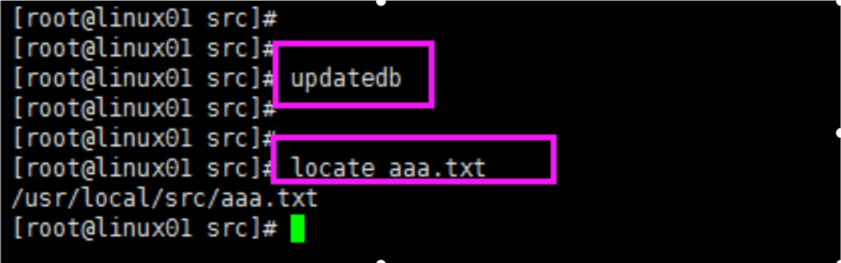 [root@linux01 src]#
[root@linux01 src]#
[root@linux01 src]# updatedb
[root@linux01 src]#
[root@linux01 src]#
[root@linux01 src]# locate aaa.txt
/usr/local/src/aaa.txt
[root@linux01 src]#